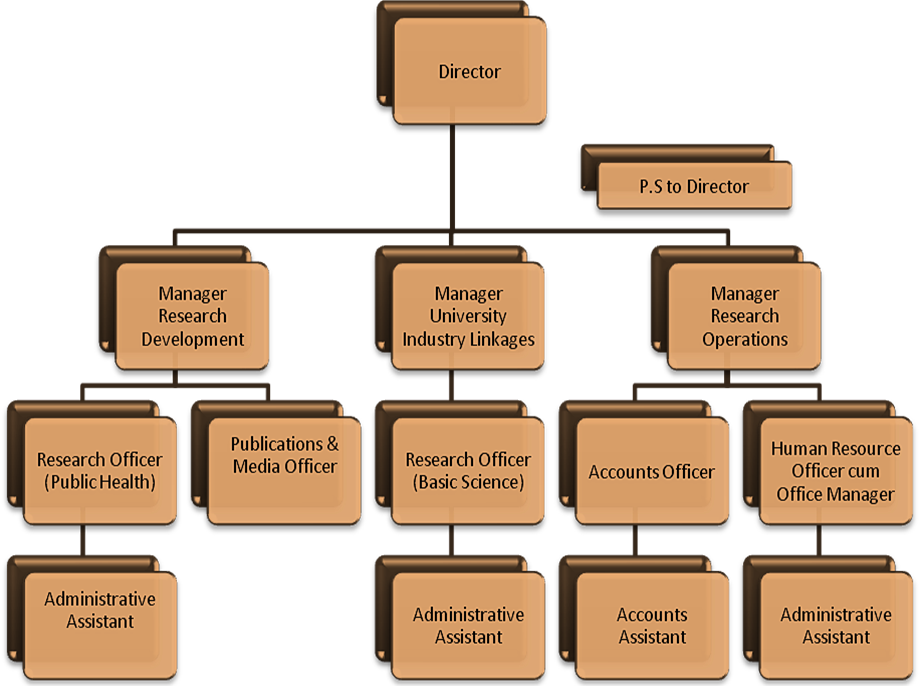 Director
P.S to Director
Manager
Research
Development
Manager
University
Industry Linkages
Manager
Research
Operations
Research Officer
(Public Health)
Publications &
Media Officer
Research Officer
(Basic Science)
Accounts Officer
Human Resource
Officer cum
Office Manager
Administrative
Assistant
Administrative
Assistant
Accounts
Assistant
Administrative
Assistant